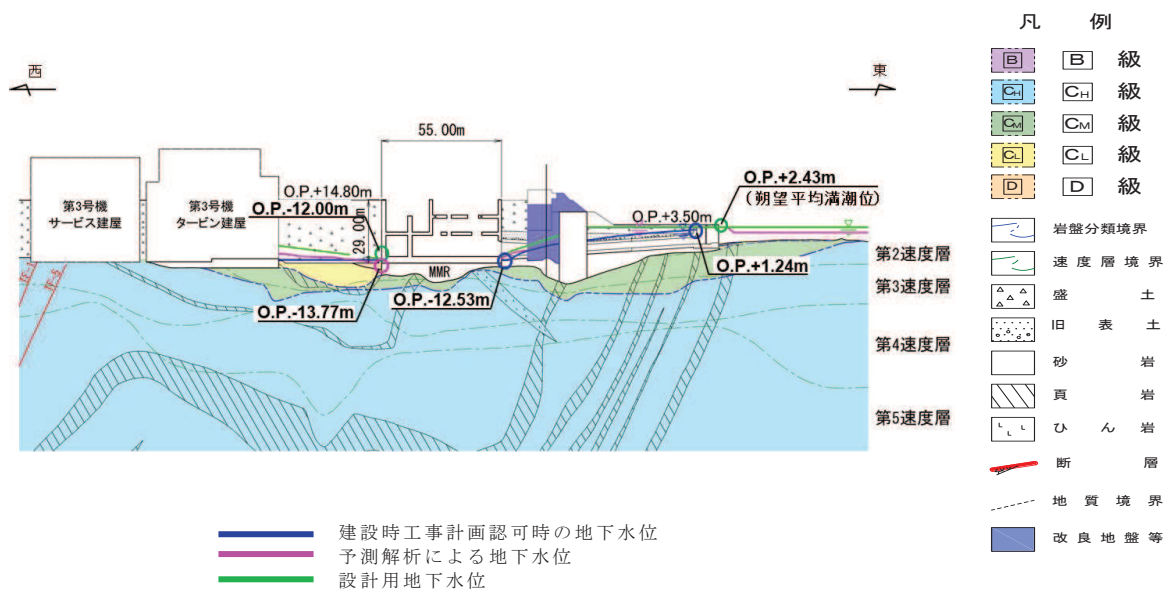 西
東
55.00m
O.P.+14.80m
O.P.-12.00m
29.00m
第3号機
サービス建屋
第3号機
タービン建屋
O.P.+2.43m
(朔望平均満潮位)
O.P.+3.50m
O.P.+1.24m
MMR
O.P.-13.77m
O.P.-12.53m
第2速度層
第3速度層
第4速度層
第5速度層
TF-1
建設時工事計画認可時の地下水位
予測解析による地下水位
設計用地下水位
凡 例
B B 級
CH CH 級
CM CM 級
CL CL 級
D D 級
岩盤分類境界
速度層境界
盛 土
旧 表 土
砂 岩
頁 岩
ひ ん 岩
断 層
地 質 境 界
改 良 地 盤 等